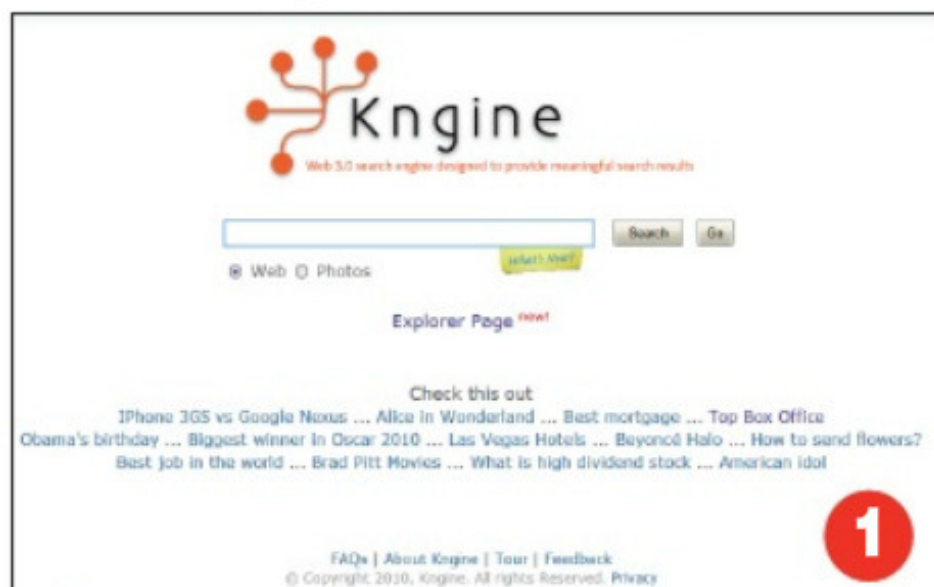 Kngine
Web 3.0 search engine designed to provide meaningful search results
Search Go
What's New?
Web Photos
Explorer Page new!
Check this out
IPhone 3GS vs Google Nexus ... Alice in Wonderland ... Best mortgage ... Top Box Office
Obama's birthday ... Biggest winner in Oscar 2010 ... Las Vegas Hotels ... Beyoncé Halo ... How to send flowers?
Best job in the world ... Brad Pitt Movies ... What is high dividend stock ... American idol
1
FAQs | About Kngine | Tour | Feedback
© Copyright 2010, Kngine. All rights Reserved. Privacy